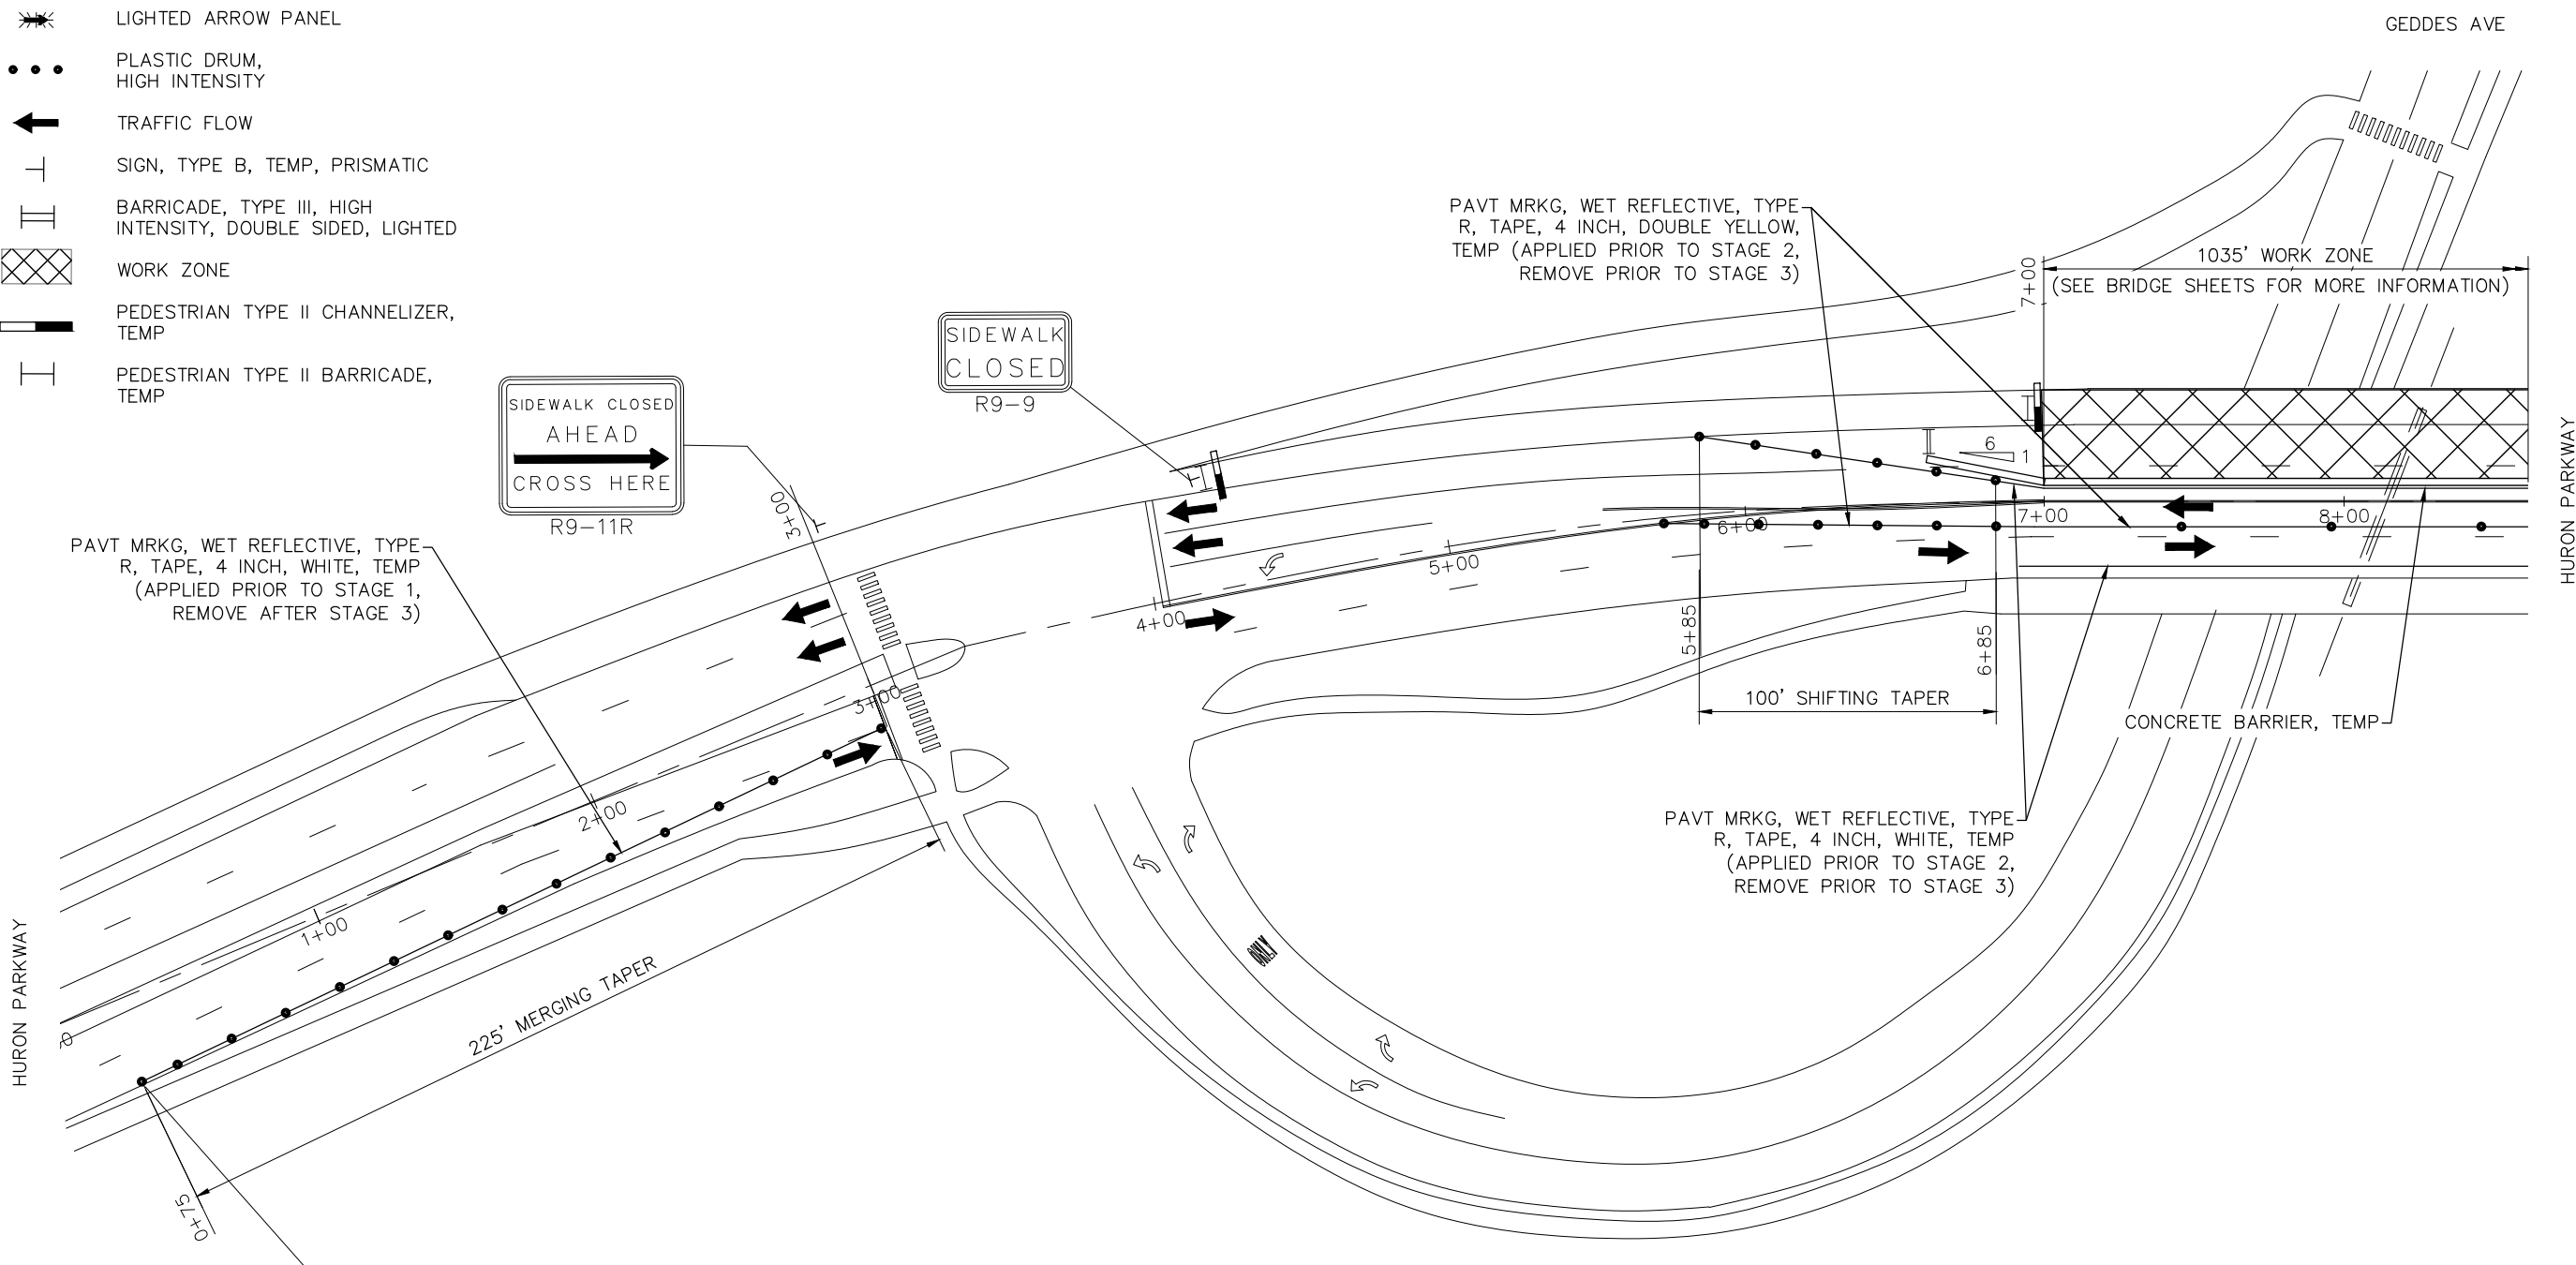 LIGHTED ARROW PANEL
PLASTIC DRUM,
HIGH INTENSITY
TRAFFIC FLOW
SIGN, TYPE B, TEMP, PRISMATIC
BARRICADE, TYPE III, HIGH
INTENSITY, DOUBLE SIDED, LIGHTED
WORK ZONE
PEDESTRIAN TYPE II CHANNELIZER,
TEMP
PEDESTRIAN TYPE II BARRICADE,
TEMP
GEDDES AVE
SIDEWALK CLOSED
AHEAD
CROSS HERE
R9-11R
SIDEWALK
CLOSED
R9-9
PAVT MRKG, WET REFLECTIVE, TYPE
R, TAPE, 4 INCH, DOUBLE YELLOW,
TEMP (APPLIED PRIOR TO STAGE 2,
REMOVE PRIOR TO STAGE 3)
7+00
1035' WORK ZONE
(SEE BRIDGE SHEETS FOR MORE INFORMATION)
6
1
HURON PARKWAY
PAVT MRKG, WET REFLECTIVE, TYPE
R, TAPE, 4 INCH, WHITE, TEMP
(APPLIED PRIOR TO STAGE 1,
REMOVE AFTER STAGE 3)
3+00
0
1+00
2+00
3+00
4+00
5+00
6+00
7+00
8+00
5+85
6+85
100' SHIFTING TAPER
CONCRETE BARRIER, TEMP
PAVT MRKG, WET REFLECTIVE, TYPE
R, TAPE, 4 INCH, WHITE, TEMP
(APPLIED PRIOR TO STAGE 2,
REMOVE PRIOR TO STAGE 3)
ONLY
225' MERGING TAPER
0+75
HURON PARKWAY